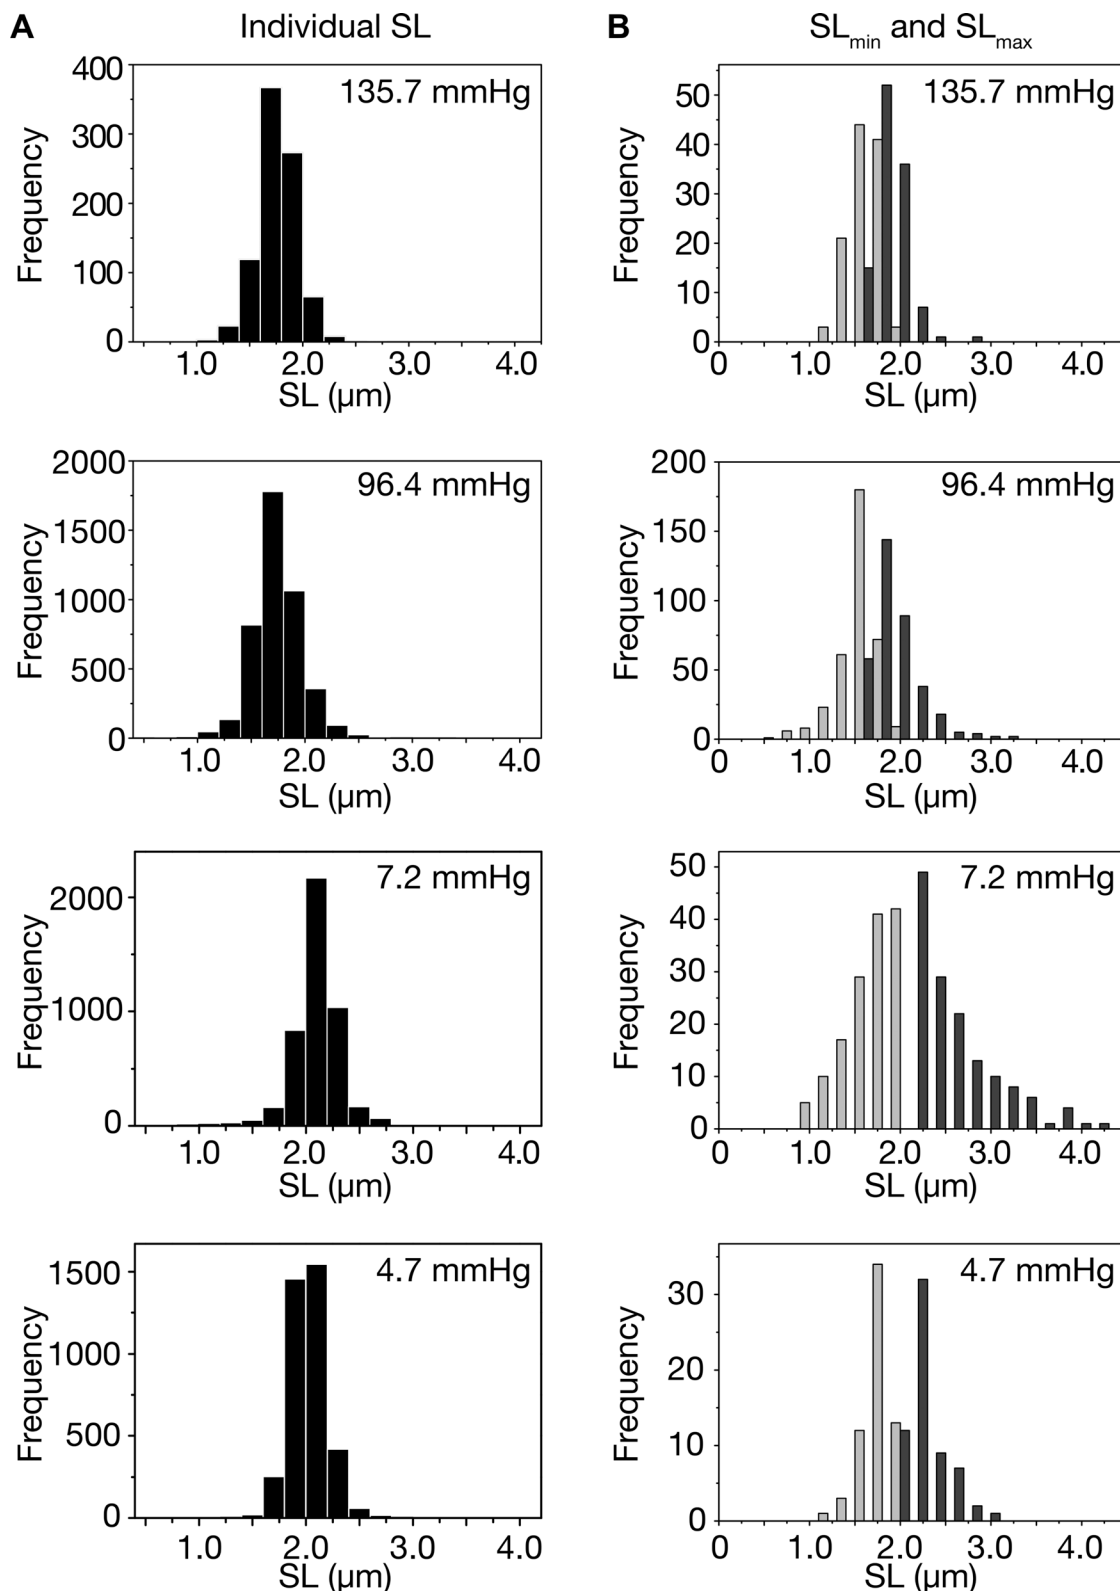 A Individual SL
B SLmin and SLmax
400
300
200
100
0
Frequency
135.7 mmHg
1.0 2.0 3.0 4.0
SL (µm)
50
40
30
20
10
0
Frequency
135.7 mmHg
0 1.0 2.0 3.0 4.0
SL (µm)
2000
1500
1000
500
0
Frequency
96.4 mmHg
1.0 2.0 3.0 4.0
SL (µm)
200
150
100
50
0
Frequency
96.4 mmHg
0 1.0 2.0 3.0 4.0
SL (µm)
2000
1000
0
Frequency
7.2 mmHg
1.0 2.0 3.0 4.0
SL (µm)
50
40
30
20
10
0
Frequency
7.2 mmHg
0 1.0 2.0 3.0 4.0
SL (µm)
1500
1000
500
0
Frequency
4.7 mmHg
1.0 2.0 3.0 4.0
SL (µm)
30
20
10
0
Frequency
4.7 mmHg
0 1.0 2.0 3.0 4.0
SL (µm)